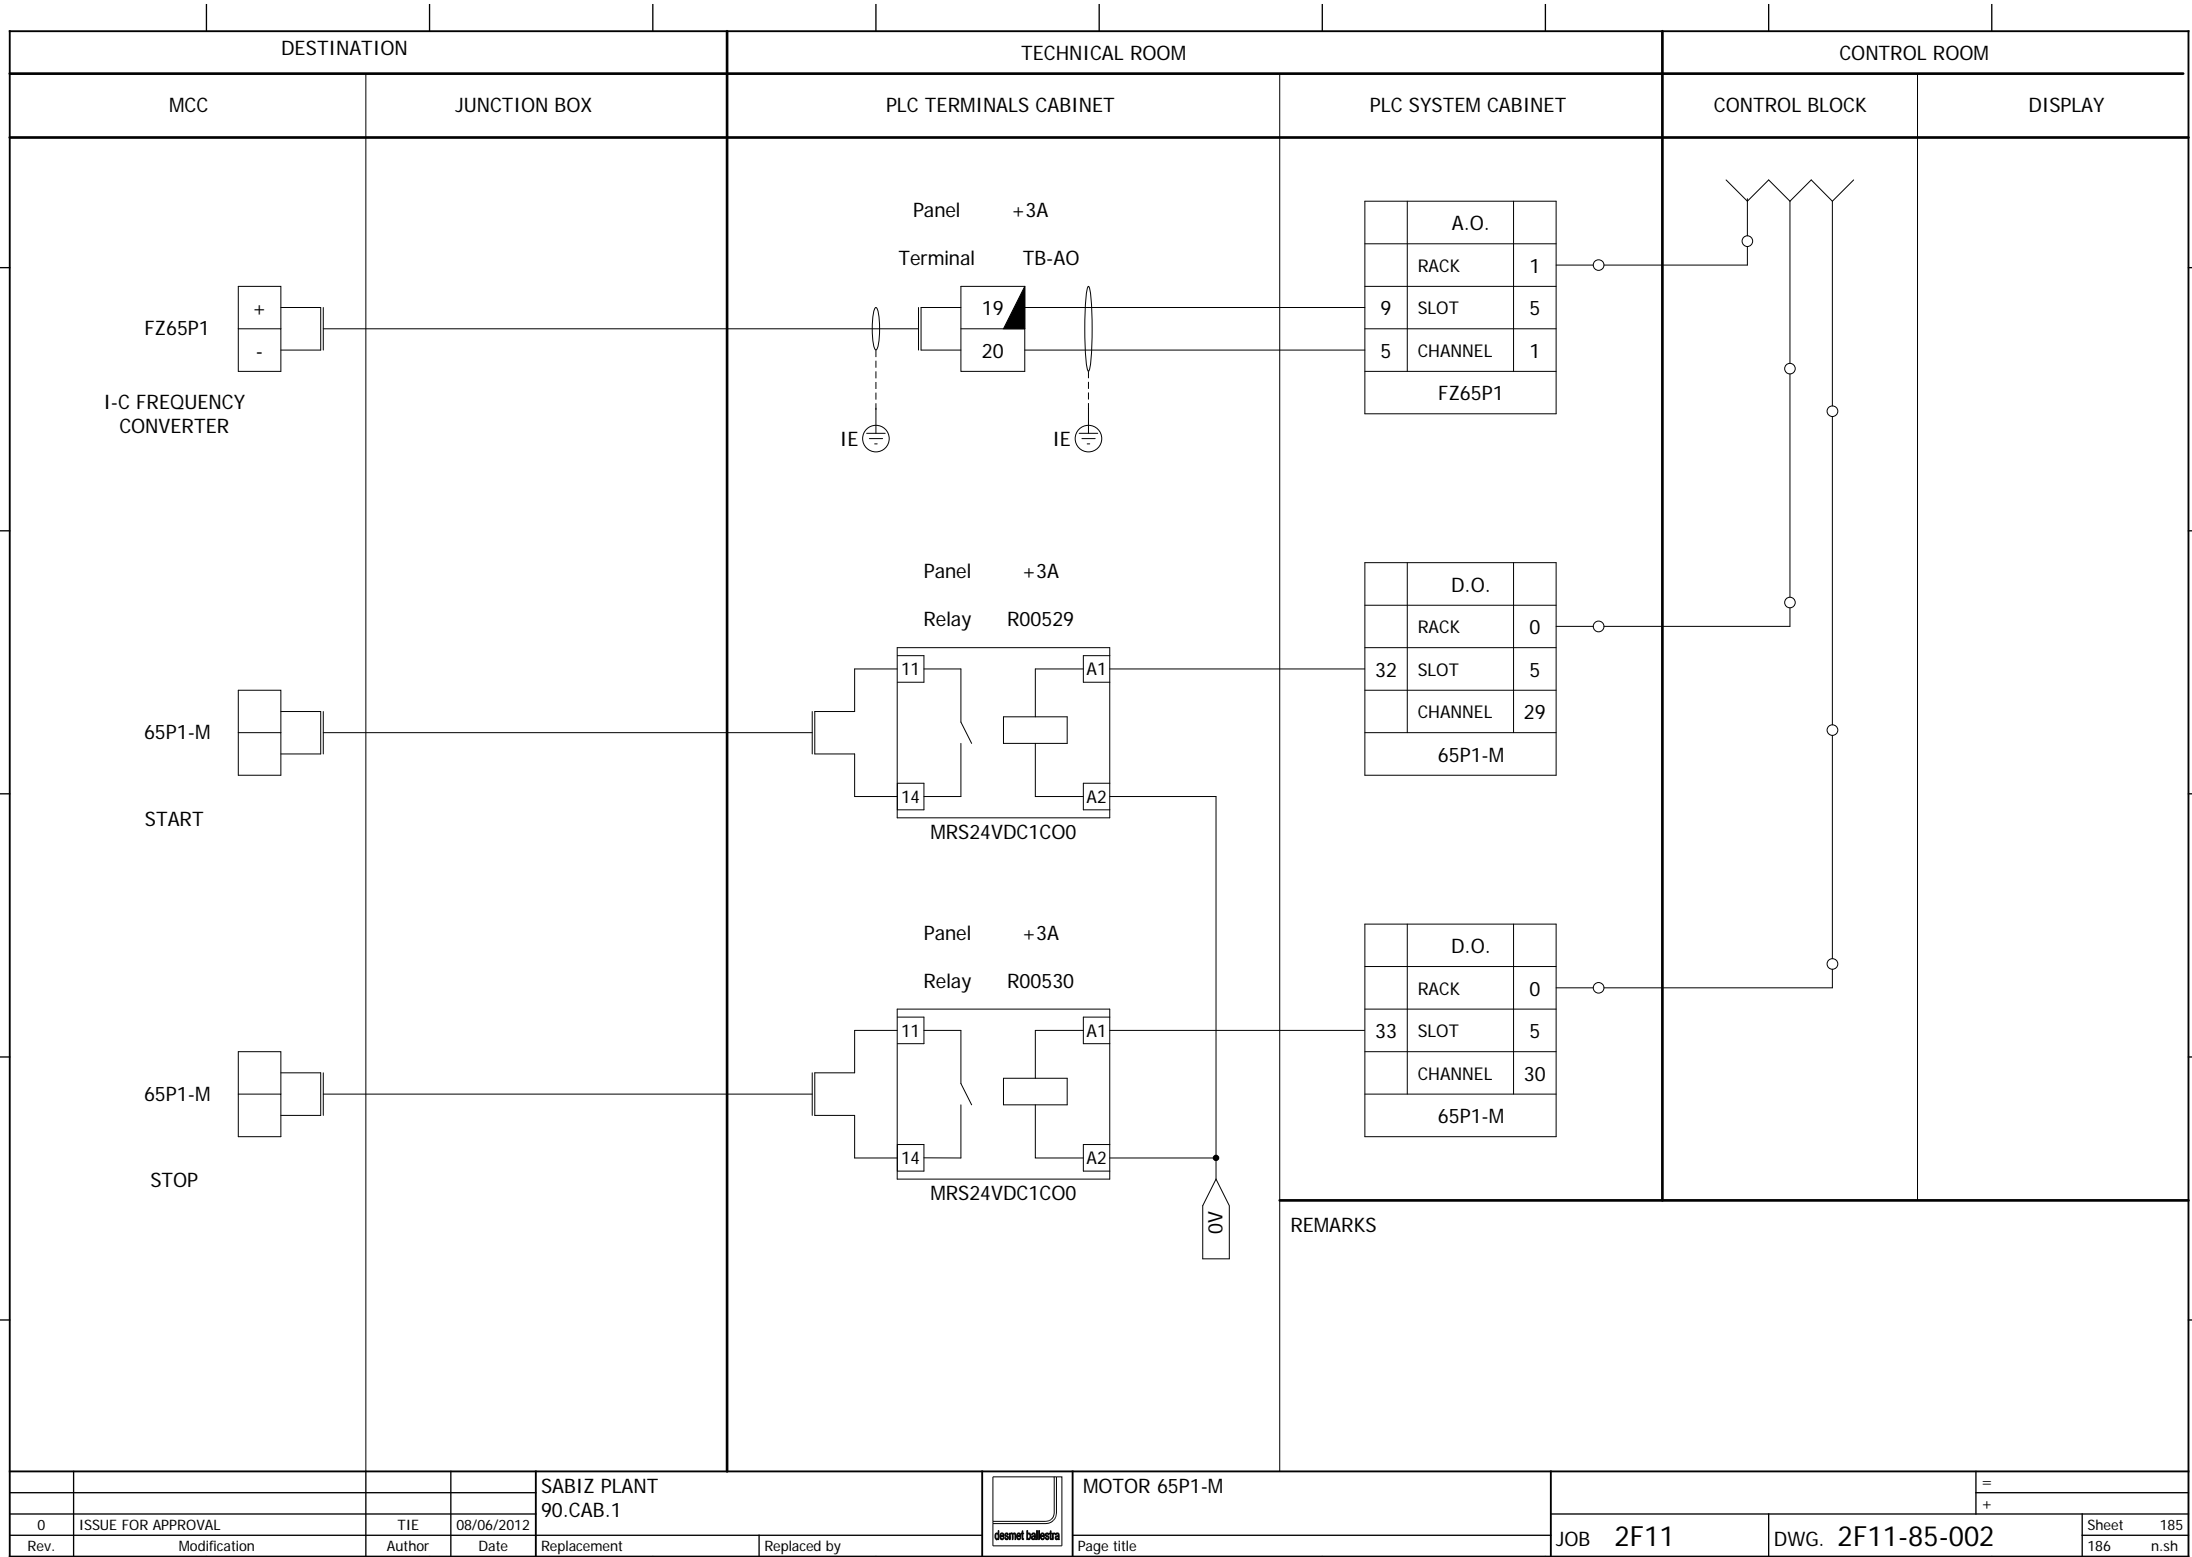 DESTINATION
TECHNICAL ROOM
CONTROL ROOM
MCC
JUNCTION BOX
PLC TERMINALS CABINET
PLC SYSTEM CABINET
CONTROL BLOCK
DISPLAY
Panel +3A
Terminal TB-AO
FZ65P1
+
-
I-C FREQUENCY
CONVERTER
19
20
IE
IE
A.O.
RACK 1
9 SLOT 5
5 CHANNEL 1
FZ65P1
Panel +3A
Relay R00529
65P1-M
START
11
14
A1
A2
MRS24VDC1CO0
D.O.
RACK 0
32 SLOT 5
CHANNEL 29
65P1-M
Panel +3A
Relay R00530
65P1-M
STOP
11
14
A1
A2
MRS24VDC1CO0
0V
D.O.
RACK 0
33 SLOT 5
CHANNEL 30
65P1-M
REMARKS
0 ISSUE FOR APPROVAL TIE 08/06/2012
Rev. Modification Author Date
SABIZ PLANT
90.CAB.1
Replacement
Replaced by
desmet ballestra
MOTOR 65P1-M
Page title
=
+
JOB 2F11
DWG. 2F11-85-002
Sheet 185
186 n.sh